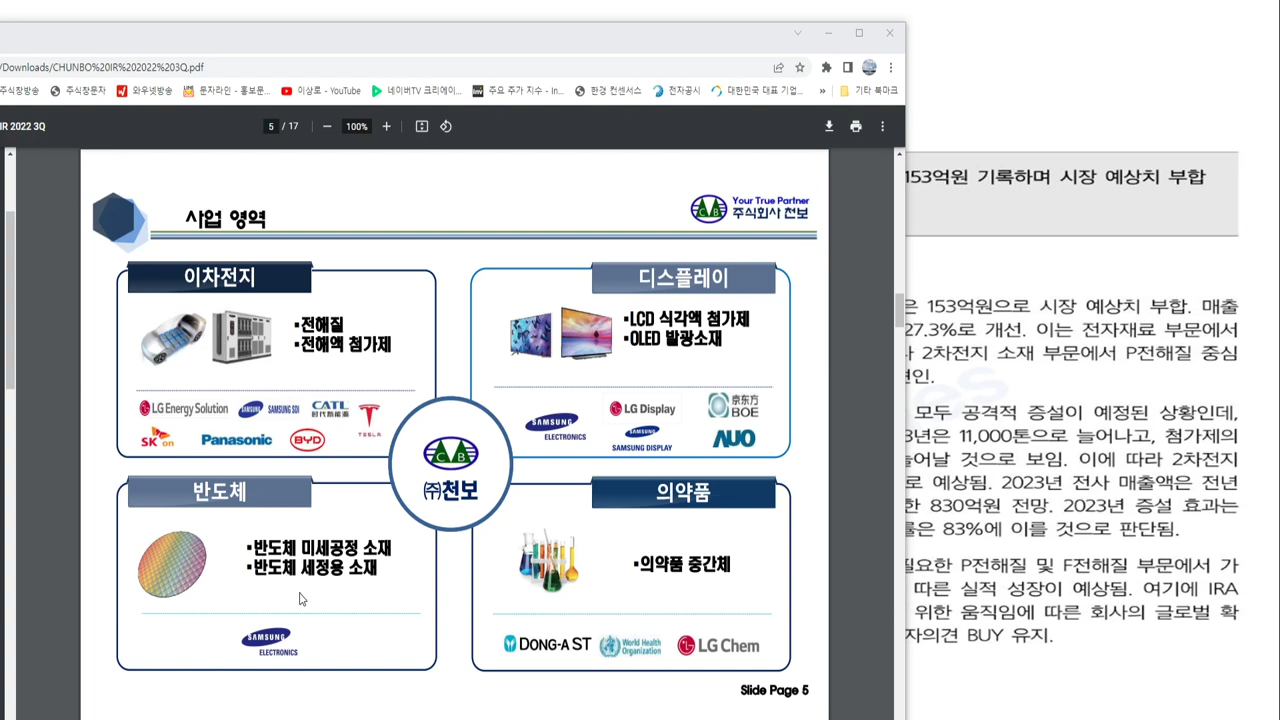 /Downloads/CHUNBO%20IR%202022%203Q.pdf
주식창방송 주식창문자 와우넷방송 문자라인 - 홍보문... 이상로 - YouTube 네이버TV 크리에이... 주요 주가 지수 - In... 한경 컨센서스 전자공시 대한민국 대표 기업... » 기타 북마크
IR 2022 3Q
5 / 17 − 100% +
사업 영역
Your True Partner
주식회사 천보
이차전지
▪전해질
▪전해액 첨가제
LG Energy Solution SAMSUNG SAMSUNG SDI CATL 时代新能源 TESLA
SK on Panasonic BYD
디스플레이
▪LCD 식각액 첨가제
▪OLED 발광소재
SAMSUNG ELECTRONICS LG Display 京东方 BOE
SAMSUNG SAMSUNG DISPLAY AUO
CB
㈜천보
반도체
▪반도체 미세공정 소재
▪반도체 세정용 소재
SAMSUNG ELECTRONICS
의약품
▪의약품 중간체
DONG-A ST World Health Organization LG Chem
Slide Page 5
153억원 기록하며 시장 예상치 부합
은 153억원으로 시장 예상치 부합. 매출
27.3%로 개선. 이는 전자재료 부문에서
2차전지 소재 부문에서 P전해질 중심
인.
모두 공격적 증설이 예정된 상황인데,
3년은 11,000톤으로 늘어나고, 첨가제의
늘어날 것으로 보임. 이에 따라 2차전지
로 예상됨. 2023년 전사 매출액은 전년
한 830억원 전망. 2023년 증설 효과는
률은 83%에 이를 것으로 판단됨.
필요한 P전해질 및 F전해질 부문에서 가
따른 실적 성장이 예상됨. 여기에 IRA
위한 움직임에 따른 회사의 글로벌 확
자의견 BUY 유지.